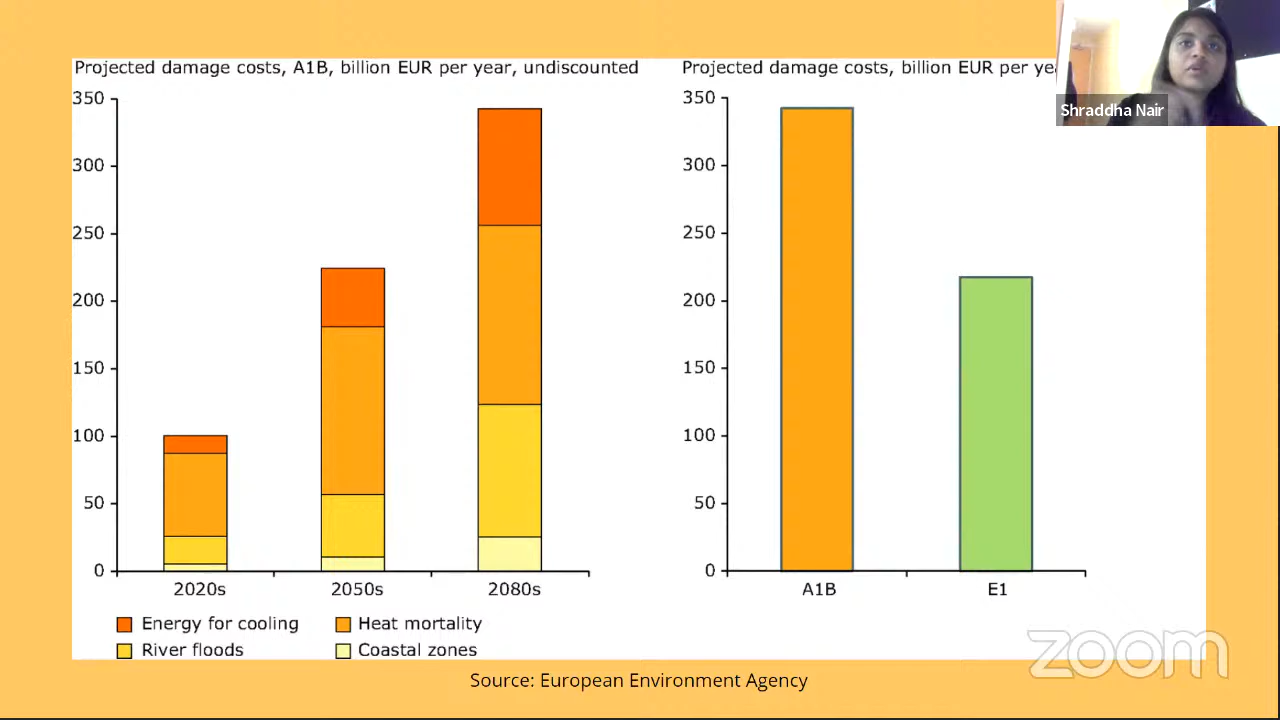 Projected damage costs, A1B, billion EUR per year, undiscounted
350
300
250
200
150
100
50
0
2020s 2050s 2080s
Energy for cooling Heat mortality
River floods Coastal zones
Projected damage costs, billion EUR per
350
300
250
200
150
100
50
0
A1B E1
Shraddha Nair
zoom
Source: European Environment Agency